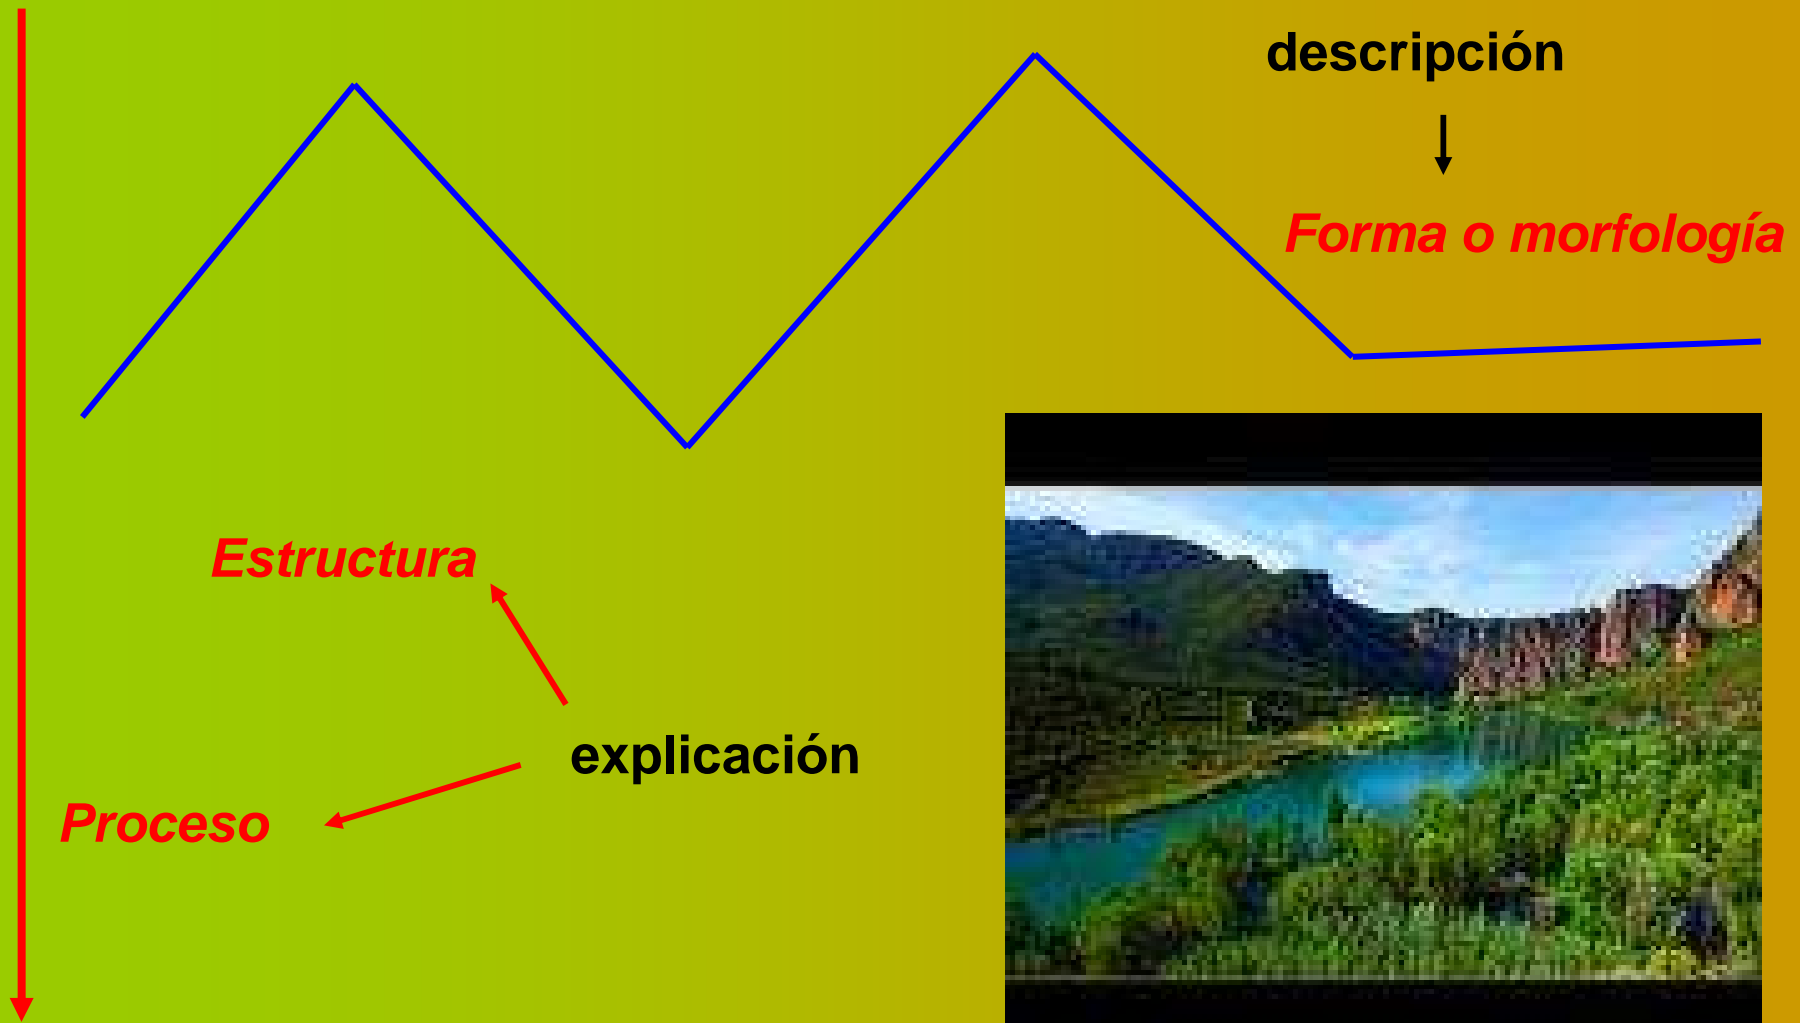 descripción
Forma o morfología
Estructura
explicación
Proceso